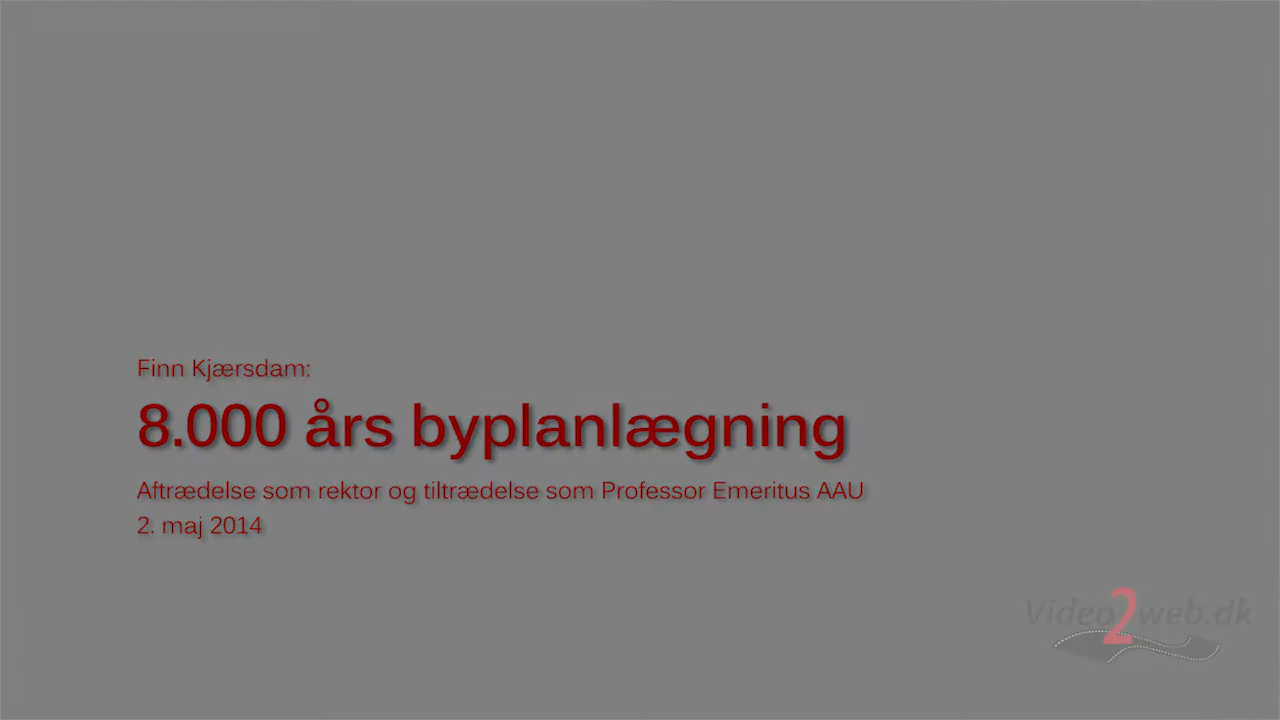 Finn Kjærsdam:
8.000 års byplanlægning
Aftrædelse som rektor og tiltrædelse som Professor Emeritus AAU
2. maj 2014
Video2web.dk